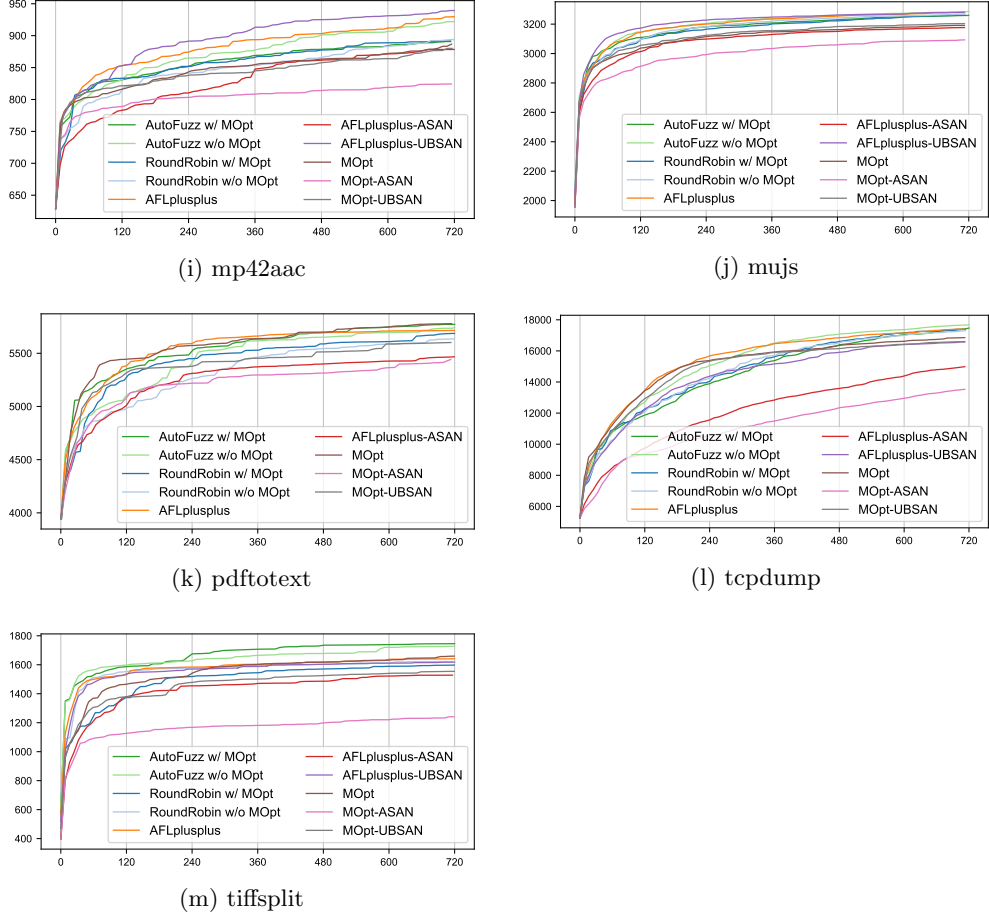 950
900
850
800
750
700
650
AutoFuzz w/ MOpt
AutoFuzz w/o MOpt
RoundRobin w/ MOpt
RoundRobin w/o MOpt
AFLplusplus
AFLplusplus-ASAN
AFLplusplus-UBSAN
MOpt
MOpt-ASAN
MOpt-UBSAN
0 120 240 360 480 600 720
(i) mp42aac
3200
3000
2800
2600
2400
2200
2000
AutoFuzz w/ MOpt
AutoFuzz w/o MOpt
RoundRobin w/ MOpt
RoundRobin w/o MOpt
AFLplusplus
AFLplusplus-ASAN
AFLplusplus-UBSAN
MOpt
MOpt-ASAN
MOpt-UBSAN
0 120 240 360 480 600 720
(j) mujs
5500
5000
4500
4000
AutoFuzz w/ MOpt
AutoFuzz w/o MOpt
RoundRobin w/ MOpt
RoundRobin w/o MOpt
AFLplusplus
AFLplusplus-ASAN
MOpt
MOpt-ASAN
MOpt-UBSAN
0 120 240 360 480 600 720
(k) pdftotext
18000
16000
14000
12000
10000
8000
6000
AutoFuzz w/ MOpt
AutoFuzz w/o MOpt
RoundRobin w/ MOpt
RoundRobin w/o MOpt
AFLplusplus
AFLplusplus-ASAN
AFLplusplus-UBSAN
MOpt
MOpt-ASAN
MOpt-UBSAN
0 120 240 360 480 600 720
(l) tcpdump
1800
1600
1400
1200
1000
800
600
400
AutoFuzz w/ MOpt
AutoFuzz w/o MOpt
RoundRobin w/ MOpt
RoundRobin w/o MOpt
AFLplusplus
AFLplusplus-ASAN
AFLplusplus-UBSAN
MOpt
MOpt-ASAN
MOpt-UBSAN
0 120 240 360 480 600 720
(m) tiffsplit